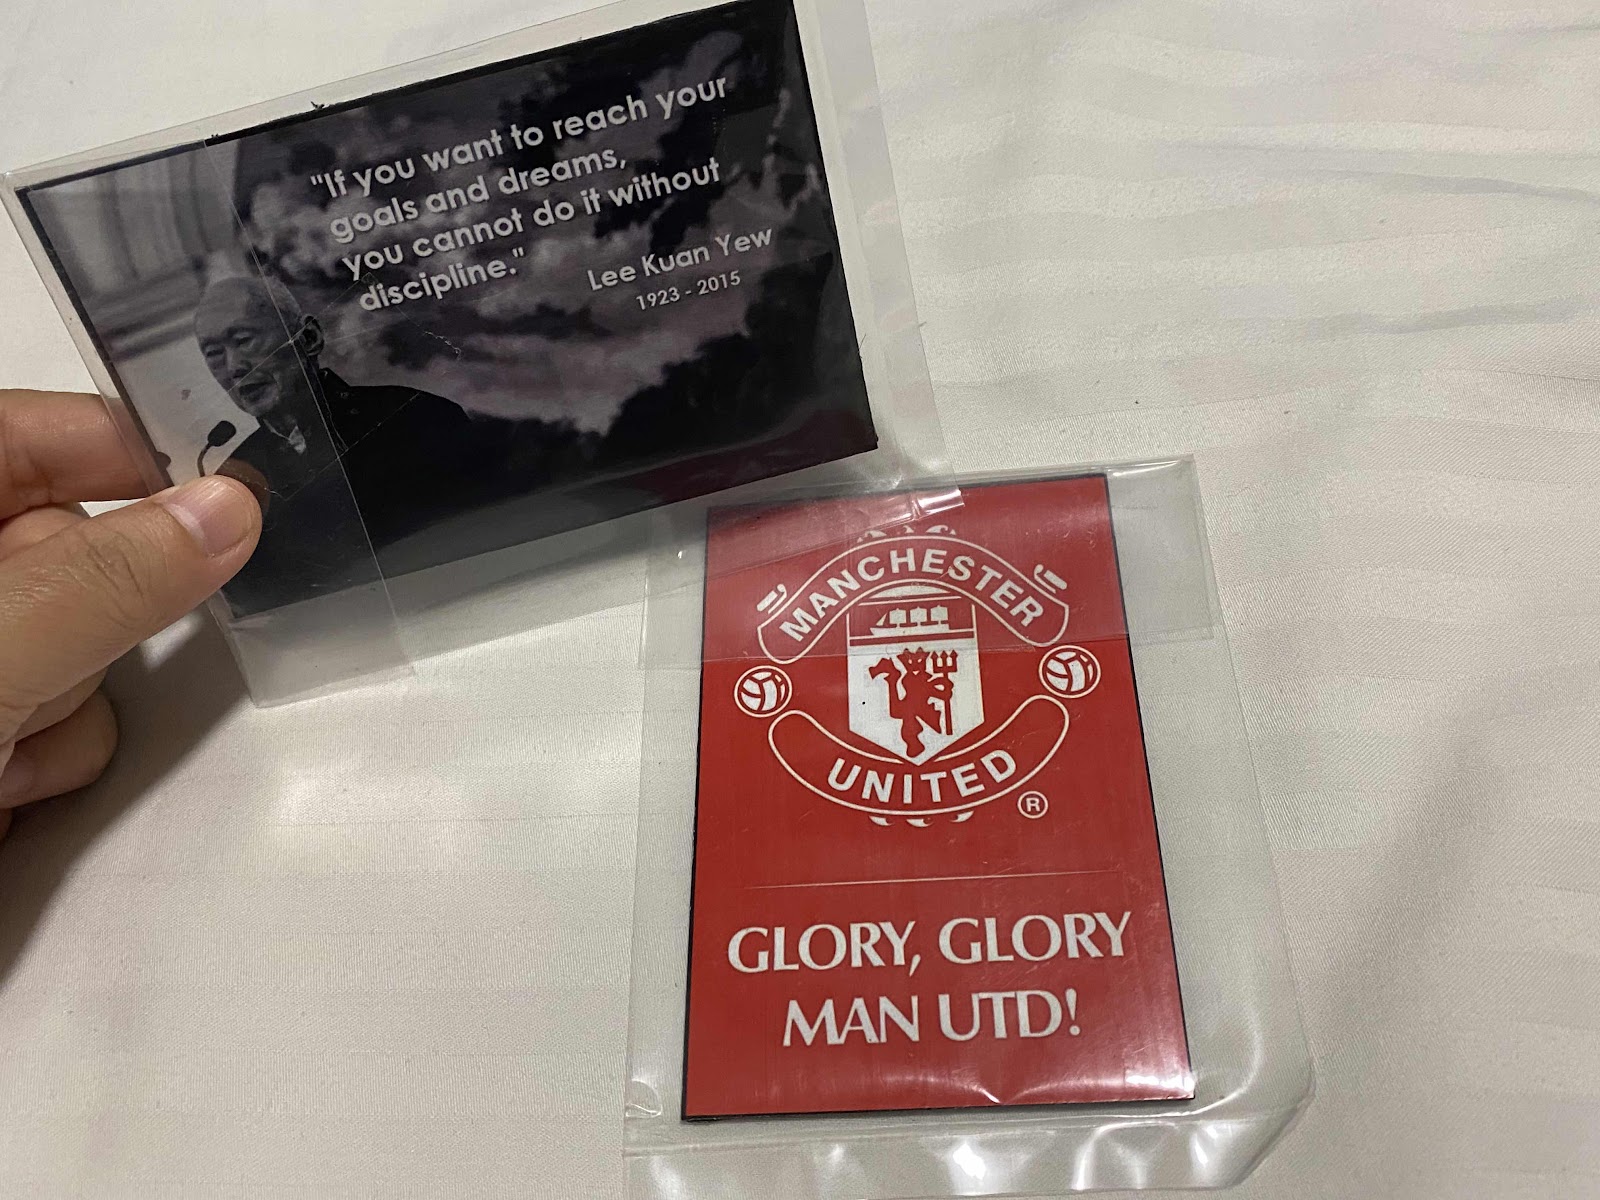 "If you want to reach your
goals and dreams,
you cannot do it without
discipline."
Lee Kuan Yew
1923 - 2015
MANCHESTER
UNITED
®
GLORY, GLORY
MAN UTD!